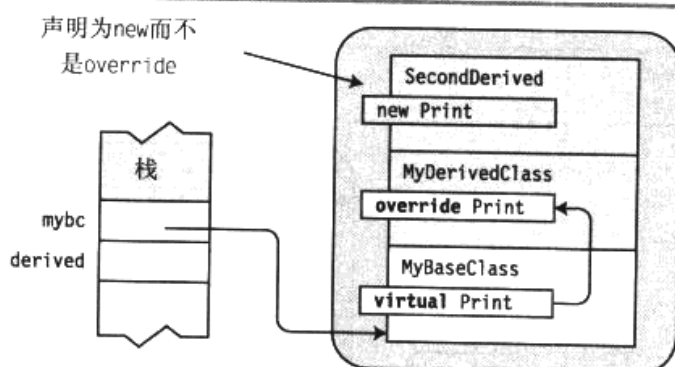 声明为new而不
是override
SecondDerived
new Print
栈
MyDerivedClass
override Print
mybc
derived
MyBaseClass
virtual Print